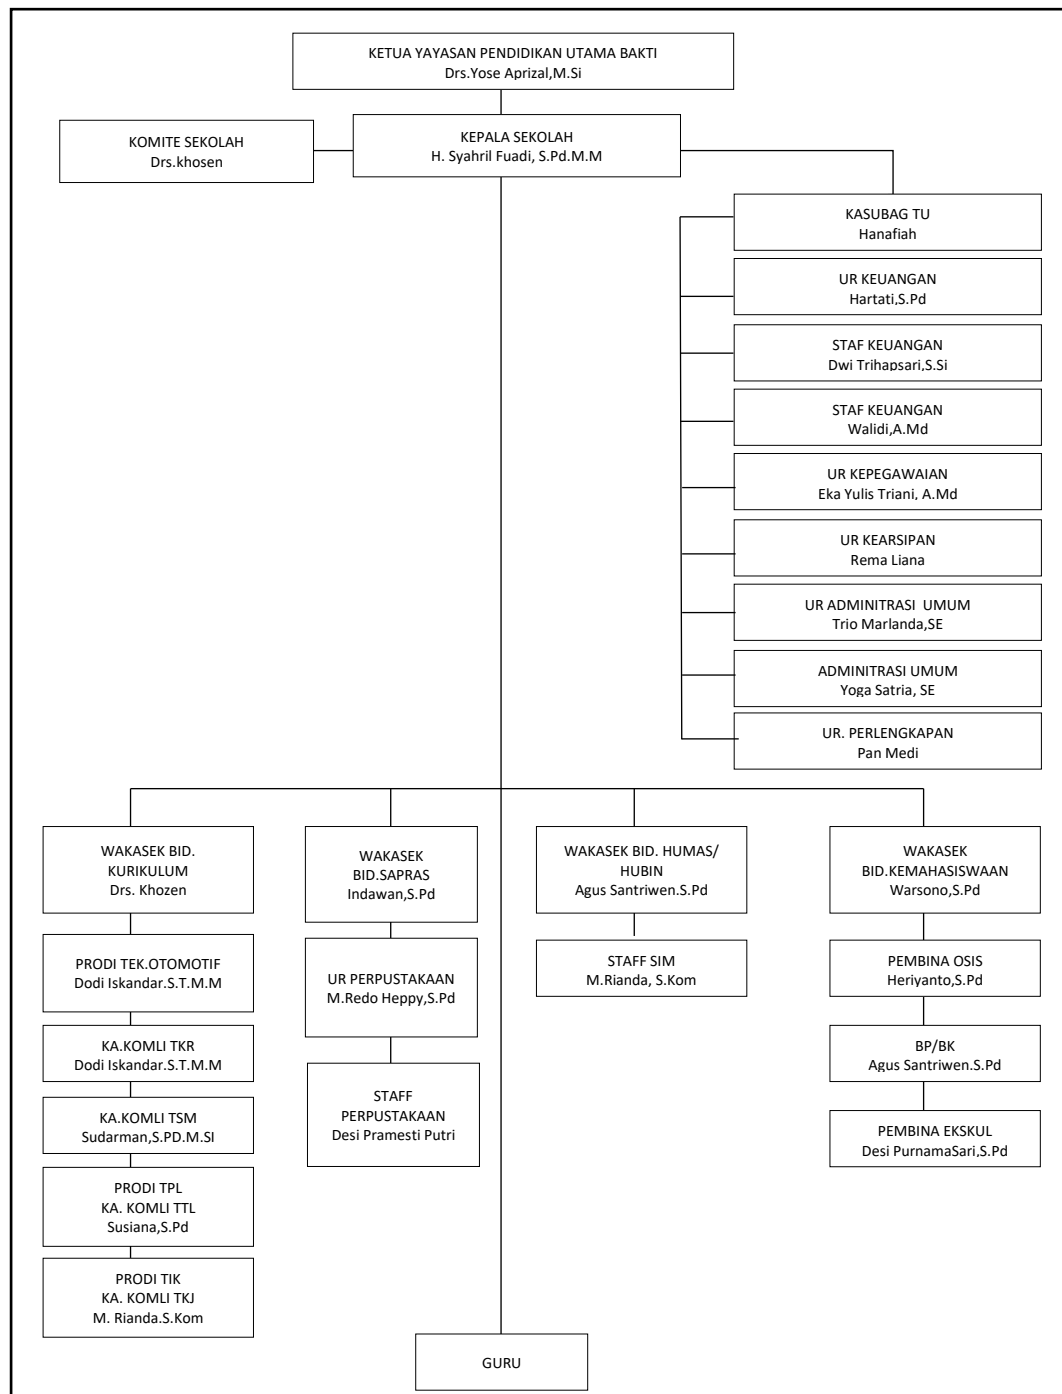 KETUA YAYASAN PENDIDIKAN UTAMA BAKTI
Drs.Yose Aprizal,M.Si
KOMITE SEKOLAH
Drs.khosen
KEPALA SEKOLAH
H. Syahril Fuadi, S.Pd.M.M
KASUBAG TU
Hanafiah
UR KEUANGAN
Hartati,S.Pd
STAF KEUANGAN
Dwi Trihapsari,S.Si
STAF KEUANGAN
Walidi,A.Md
UR KEPEGAWAIAN
Eka Yulis Triani, A.Md
UR KEARSIPAN
Rema Liana
UR ADMINITRASI  UMUM
Trio Marlanda,SE
ADMINITRASI UMUM
Yoga Satria, SE
UR. PERLENGKAPAN
Pan Medi
WAKASEK BID.
KURIKULUM
Drs. Khozen
PRODI TEK.OTOMOTIF
Dodi Iskandar.S.T.M.M
KA.KOMLI TKR
Dodi Iskandar.S.T.M.M
KA.KOMLI TSM
Sudarman,S.PD.M.SI
PRODI TPL
KA. KOMLI TTL
Susiana,S.Pd
PRODI TIK
KA. KOMLI TKJ
M. Rianda.S.Kom
WAKASEK
BID.SAPRAS
Indawan,S.Pd
UR PERPUSTAKAAN
M.Redo Heppy,S.Pd
STAFF
PERPUSTAKAAN
Desi Pramesti Putri
WAKASEK BID. HUMAS/
HUBIN
Agus Santriwen.S.Pd
STAFF SIM
M.Rianda, S.Kom
WAKASEK
BID.KEMAHASISWAAN
Warsono,S.Pd
PEMBINA OSIS
Heriyanto,S.Pd
BP/BK
Agus Santriwen.S.Pd
PEMBINA EKSKUL
Desi PurnamaSari,S.Pd
GURU